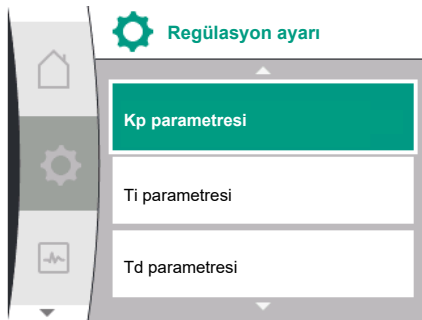 Regülasyon ayarı
Kp parametresi
Ti parametresi
Td parametresi